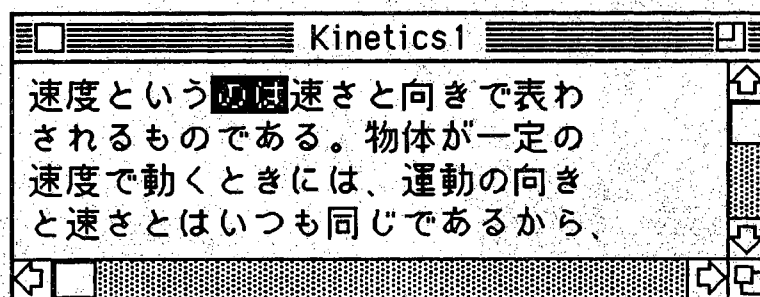 Kinetics1
速度というのは速さと向きで表わ
されるものである。物体が一定の
速度で動くときには、運動の向き
と速さとはいつも同じであるから、